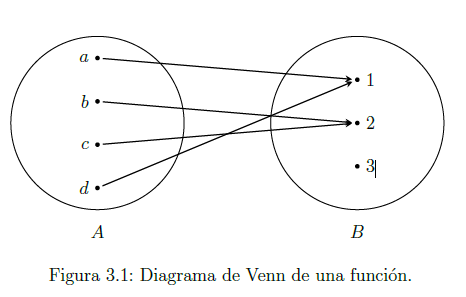 a
b
c
d
1
2
3
A
B
Figura 3.1: Diagrama de Venn de una función.